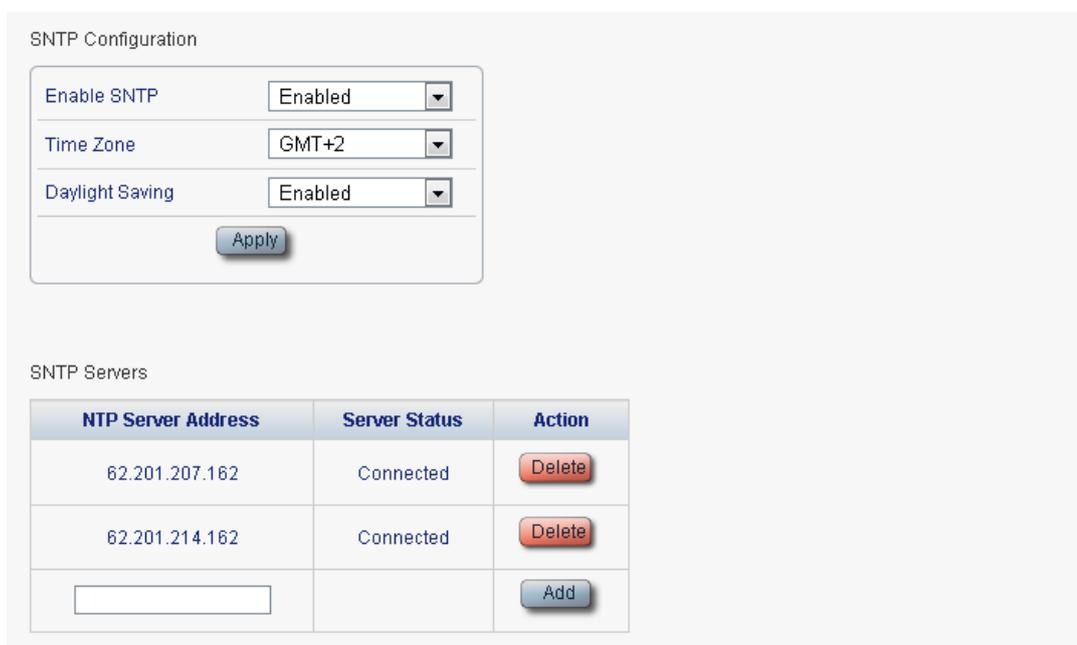 SNTP Configuration
Enable SNTP Enabled
Time Zone GMT+2
Daylight Saving Enabled
Apply
SNTP Servers
NTP Server Address Server Status Action
62.201.207.162 Connected Delete
62.201.214.162 Connected Delete
Add